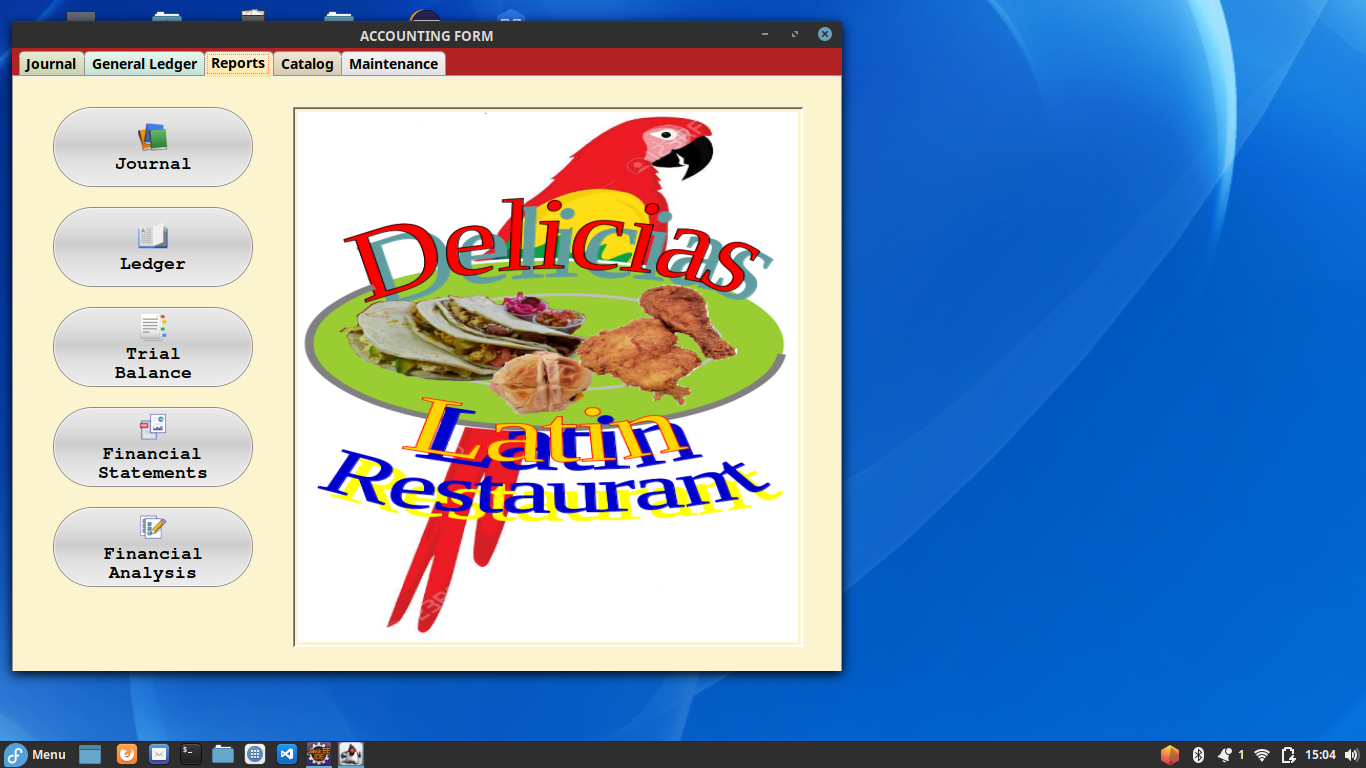 ACCOUNTING FORM
Journal
General Ledger
Reports
Catalog
Maintenance
Journal
Ledger
Trial
Balance
Financial
Statements
Financial
Analysis
Delicias
Latin
Restaurant
Menu
1
15:04